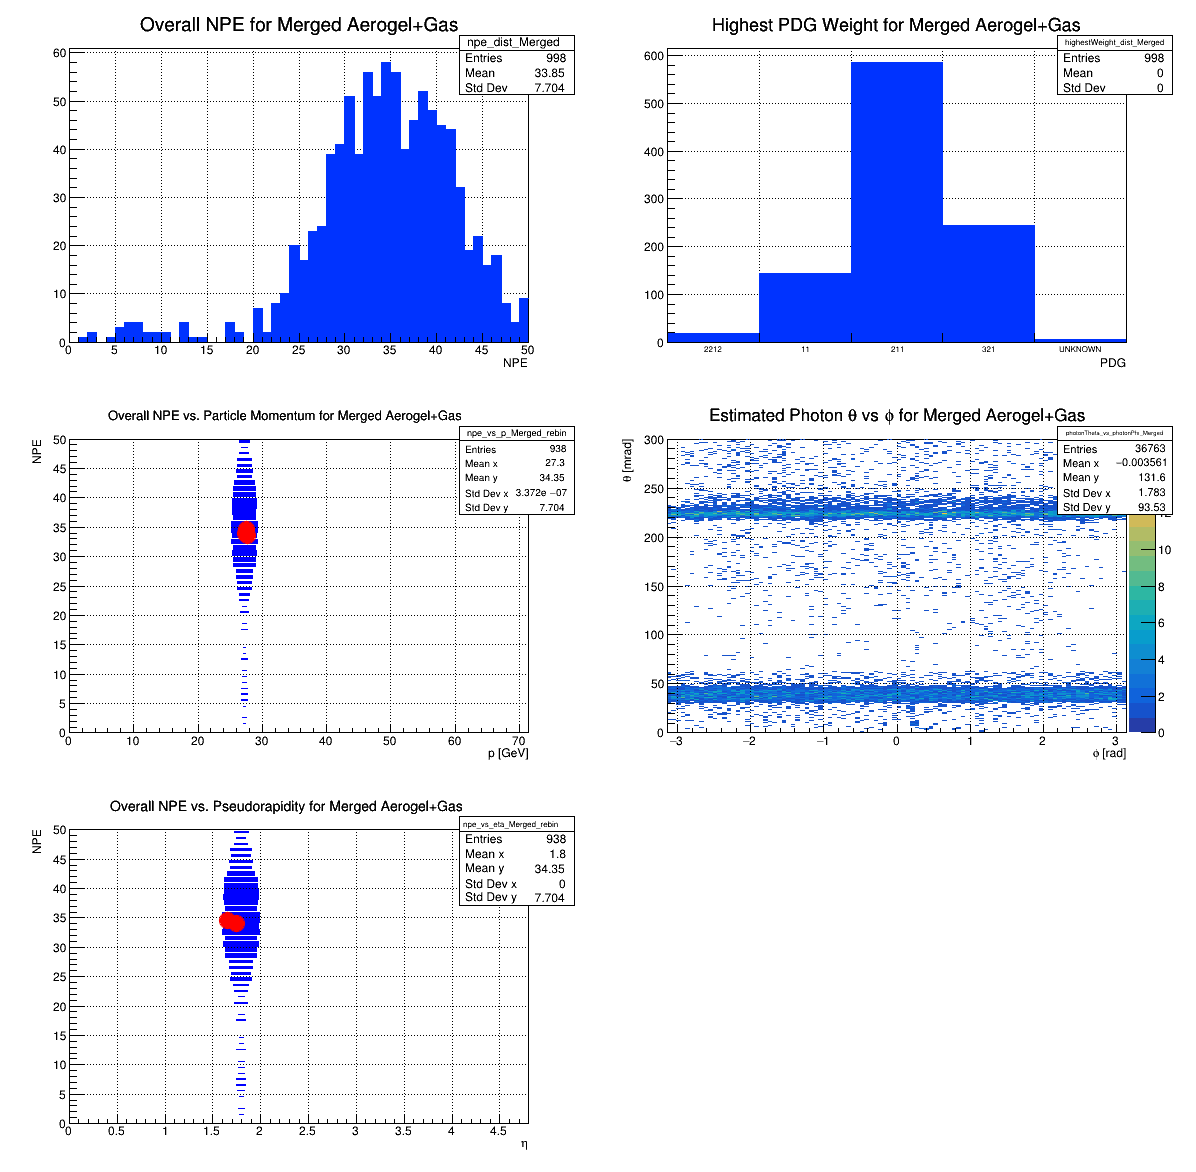 Overall NPE for Merged Aerogel+Gas
npe_dist_Merged
Entries 998
Mean 33.85
Std Dev 7.704
60
50
40
30
20
10
0
0 5 10 15 20 25 30 35 40 45 50
NPE
Highest PDG Weight for Merged Aerogel+Gas
highestWeight_dist_Merged
Entries 998
Mean 0
Std Dev 0
600
500
400
300
200
100
0
2212 11 211 321 UNKNOWN
PDG
Overall NPE vs. Particle Momentum for Merged Aerogel+Gas
npe_vs_p_Merged_rebin
Entries 938
Mean x 27.3
Mean y 34.35
Std Dev x 3.372e −07
Std Dev y 7.704
NPE
50
45
40
35
30
25
20
15
10
5
0
0 10 20 30 40 50 60 70
p [GeV]
Estimated Photon θ vs ϕ for Merged Aerogel+Gas
photonTheta_vs_photonPhi_Merged
Entries 36763
Mean x −0.003561
Mean y 131.6
Std Dev x 1.783
Std Dev y 93.53
θ [mrad]
300
250
200
150
100
50
0
−3 −2 −1 0 1 2 3
ϕ [rad]
12
10
8
6
4
2
0
Overall NPE vs. Pseudorapidity for Merged Aerogel+Gas
npe_vs_eta_Merged_rebin
Entries 938
Mean x 1.8
Mean y 34.35
Std Dev x 0
Std Dev y 7.704
NPE
50
45
40
35
30
25
20
15
10
5
0
0 0.5 1 1.5 2 2.5 3 3.5 4 4.5
η